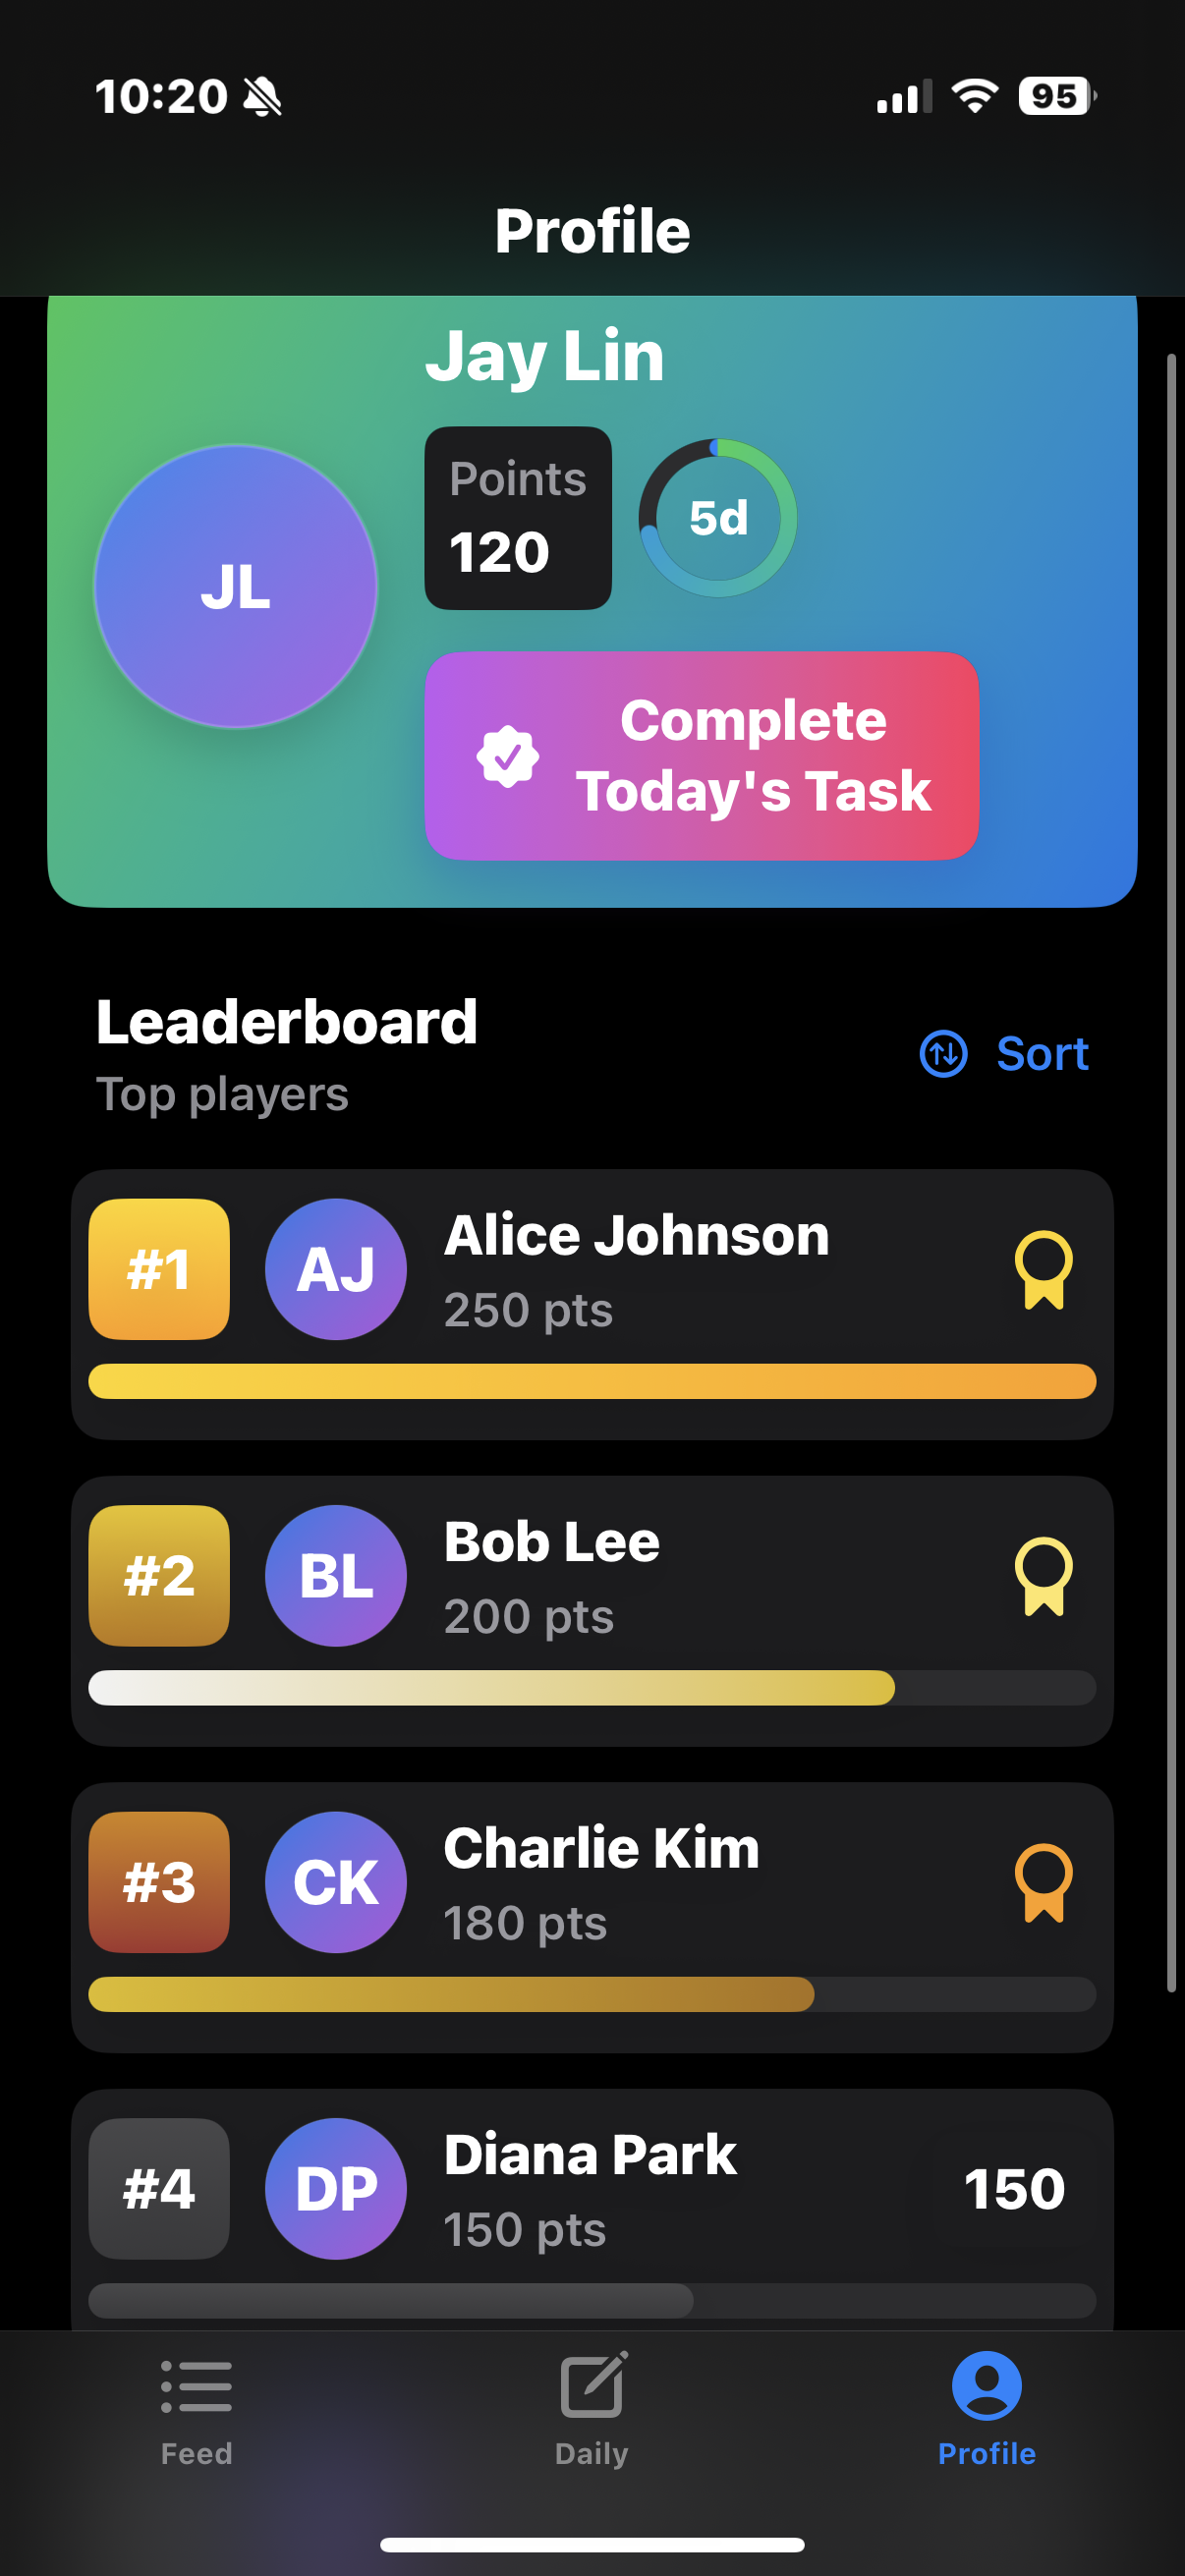 10:20
95
Profile
Jay Lin
JL
Points
120
5d
Complete
Today's Task
Leaderboard
Top players
Sort
#1
AJ
Alice Johnson
250 pts
#2
BL
Bob Lee
200 pts
#3
CK
Charlie Kim
180 pts
#4
DP
Diana Park
150 pts
150
Feed
Daily
Profile